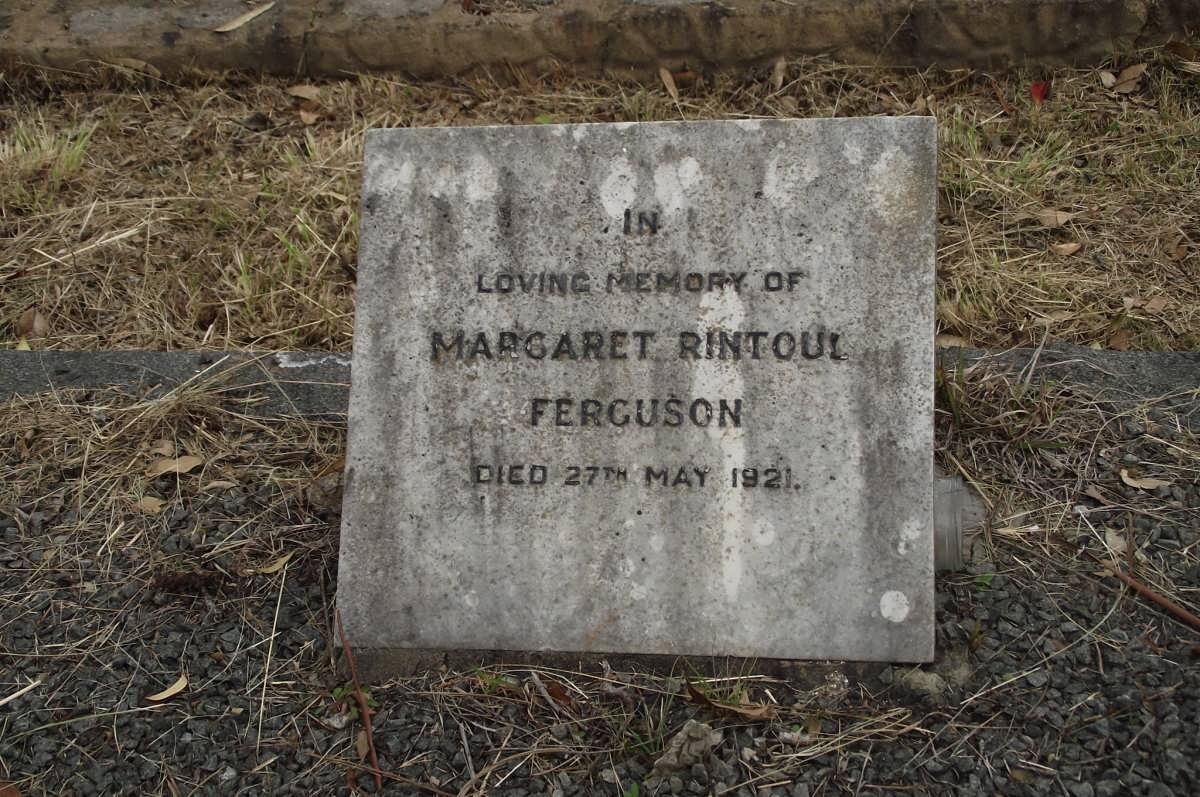 IN
LOVING MEMORY OF
MARGARET RINTOUL
FERGUSON
DIED 27TH MAY 1921.